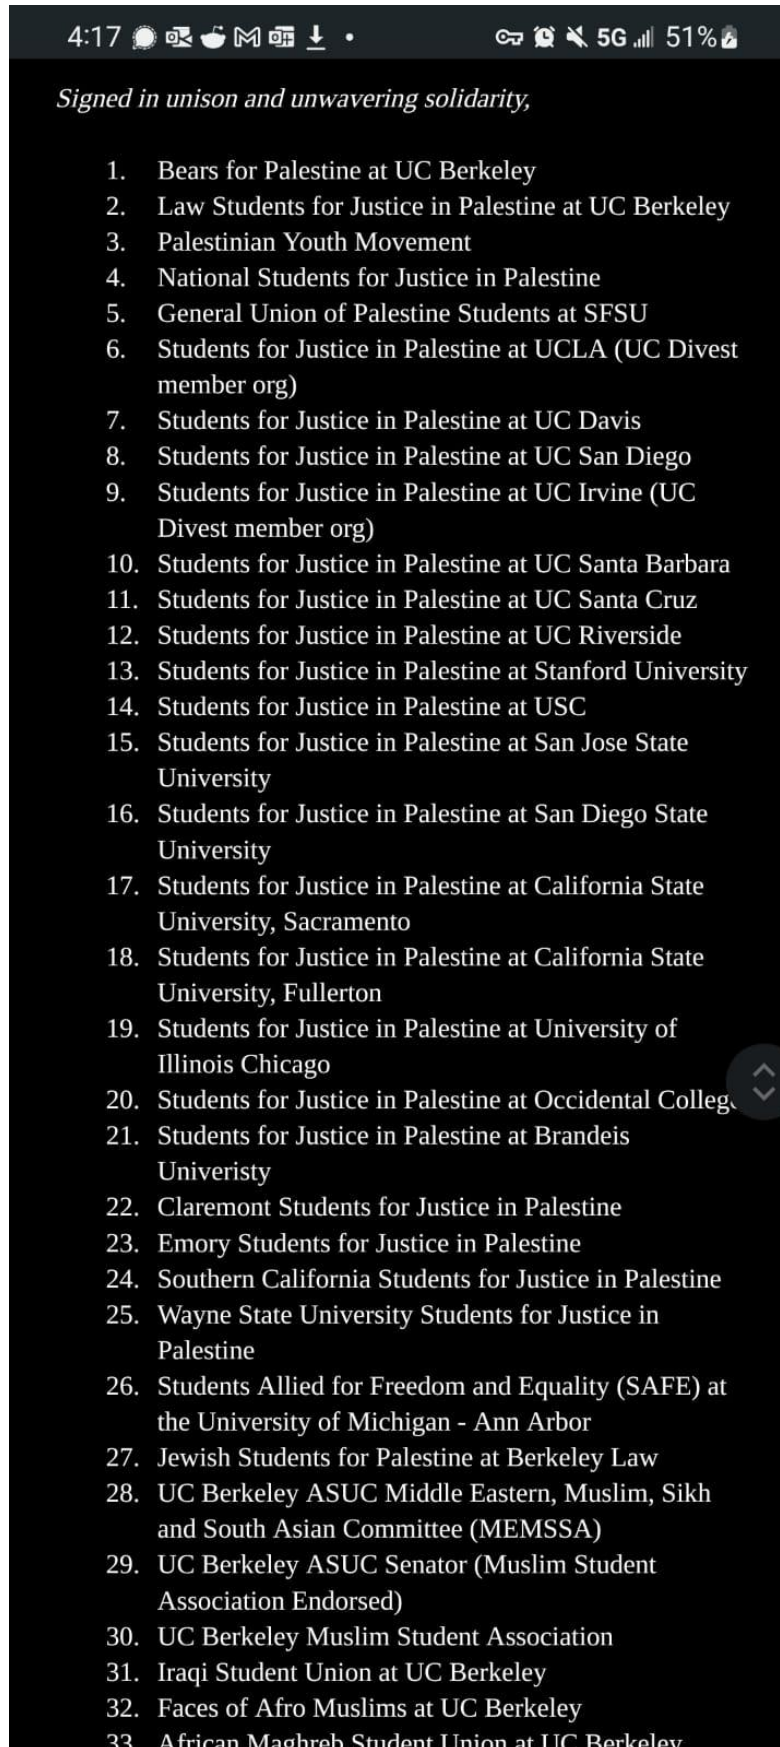 4:17
5G 51%
Signed in unison and unwavering solidarity,
1. Bears for Palestine at UC Berkeley
2. Law Students for Justice in Palestine at UC Berkeley
3. Palestinian Youth Movement
4. National Students for Justice in Palestine
5. General Union of Palestine Students at SFSU
6. Students for Justice in Palestine at UCLA (UC Divest
member org)
7. Students for Justice in Palestine at UC Davis
8. Students for Justice in Palestine at UC San Diego
9. Students for Justice in Palestine at UC Irvine (UC
Divest member org)
10. Students for Justice in Palestine at UC Santa Barbara
11. Students for Justice in Palestine at UC Santa Cruz
12. Students for Justice in Palestine at UC Riverside
13. Students for Justice in Palestine at Stanford University
14. Students for Justice in Palestine at USC
15. Students for Justice in Palestine at San Jose State
University
16. Students for Justice in Palestine at San Diego State
University
17. Students for Justice in Palestine at California State
University, Sacramento
18. Students for Justice in Palestine at California State
University, Fullerton
19. Students for Justice in Palestine at University of
Illinois Chicago
20. Students for Justice in Palestine at Occidental College
21. Students for Justice in Palestine at Brandeis
Univeristy
22. Claremont Students for Justice in Palestine
23. Emory Students for Justice in Palestine
24. Southern California Students for Justice in Palestine
25. Wayne State University Students for Justice in
Palestine
26. Students Allied for Freedom and Equality (SAFE) at
the University of Michigan - Ann Arbor
27. Jewish Students for Palestine at Berkeley Law
28. UC Berkeley ASUC Middle Eastern, Muslim, Sikh
and South Asian Committee (MEMSSA)
29. UC Berkeley ASUC Senator (Muslim Student
Association Endorsed)
30. UC Berkeley Muslim Student Association
31. Iraqi Student Union at UC Berkeley
32. Faces of Afro Muslims at UC Berkeley
33. African Maghreb Student Union at UC Berkeley